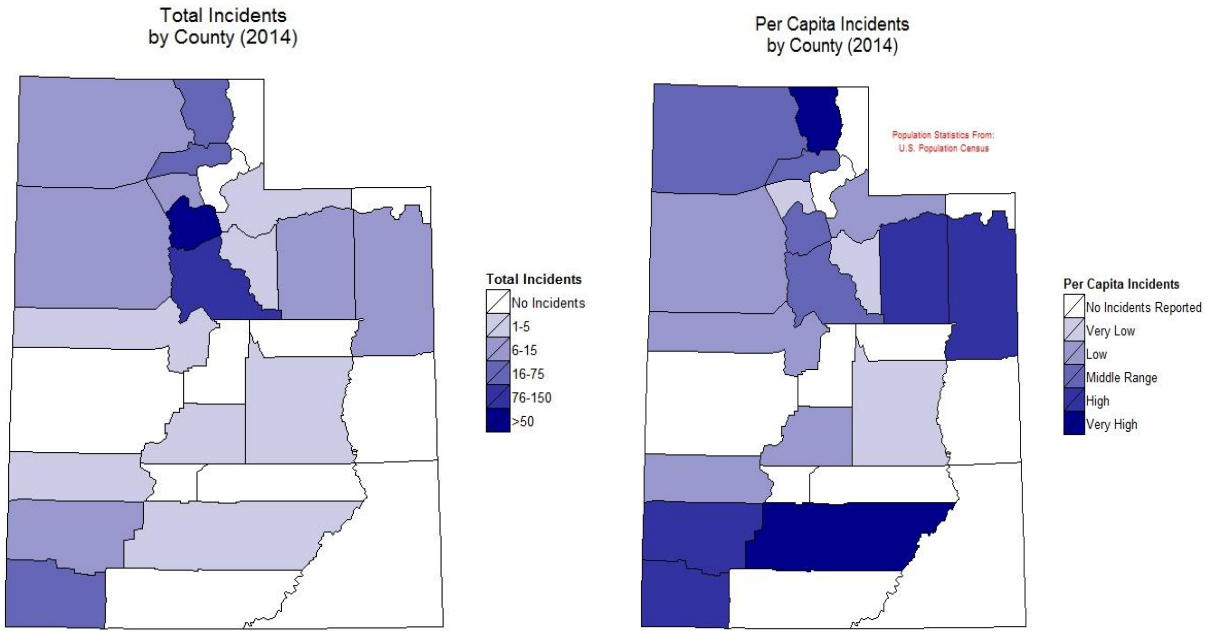 Total Incidents
by County (2014)
Total Incidents
No Incidents
1-5
6-15
16-75
76-150
>50
Per Capita Incidents
by County (2014)
Population Statistics From:
U.S. Population Census
Per Capita Incidents
No Incidents Reported
Very Low
Low
Middle Range
High
Very High